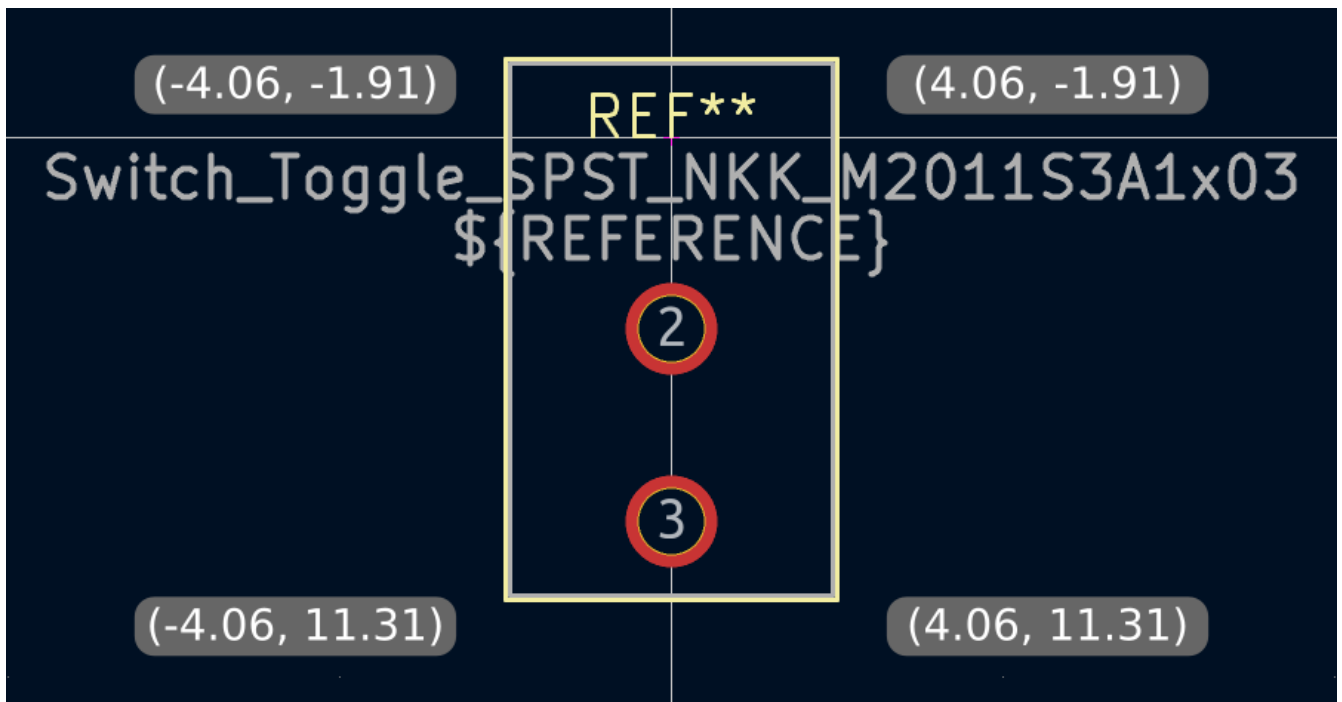 (-4.06, -1.91) (4.06, -1.91)
REF**
Switch_Toggle_SPST_NKK_M2011S3A1x03
${REFERENCE}
2
3
(-4.06, 11.31) (4.06, 11.31)